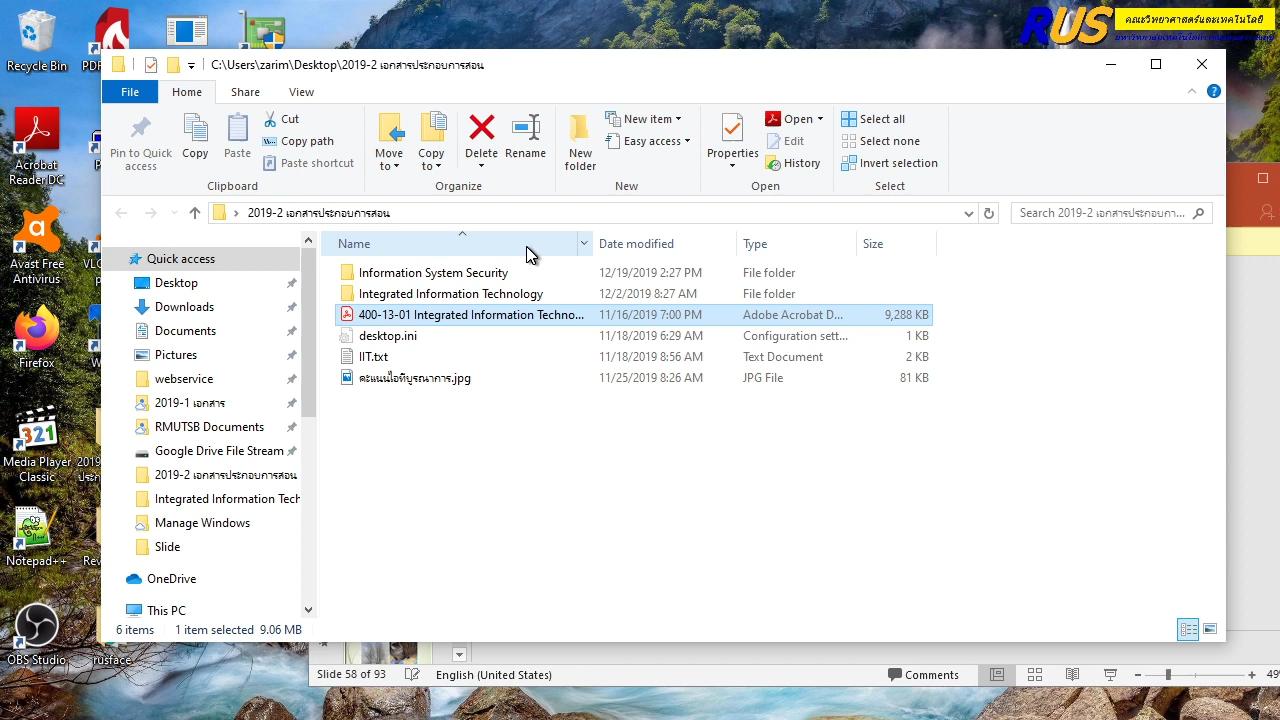 RUS คณะวิทยาศาสตร์และเทคโนโลยี
Recycle Bin
PDF
C:\Users\zarim\Desktop\2019-2 เอกสารประกอบการสอน
File Home Share View
Pin to Quick access
Copy
Paste
Cut
Copy path
Paste shortcut
Clipboard
Move to
Copy to
Delete
Rename
Organize
New folder
New item
Easy access
New
Properties
Open
Edit
History
Open
Select all
Select none
Invert selection
Select
2019-2 เอกสารประกอบการสอน
Search 2019-2 เอกสารประกอบกา...
Name Date modified Type Size
Information System Security 12/19/2019 2:27 PM File folder
Integrated Information Technology 12/2/2019 8:27 AM File folder
400-13-01 Integrated Information Techno... 11/16/2019 7:00 PM Adobe Acrobat D... 9,288 KB
desktop.ini 11/18/2019 6:29 AM Configuration sett... 1 KB
IIT.txt 11/18/2019 8:56 AM Text Document 2 KB
คะแนนไอทีบูรณาการ.jpg 11/25/2019 8:26 AM JPG File 81 KB
Quick access
Desktop
Downloads
Documents
Pictures
webservice
2019-1 เอกสาร
RMUTSB Documents
Google Drive File Stream
2019-2 เอกสารประกอบการสอน
Integrated Information Tech
Manage Windows
Slide
OneDrive
This PC
6 items 1 item selected 9.06 MB
Acrobat Reader DC
Avast Free Antivirus
VLC
Firefox
Media Player Classic
2019
ประก
Notepad++
Rev
OBS Studio
rusface
321
Slide 58 of 93 English (United States) Comments